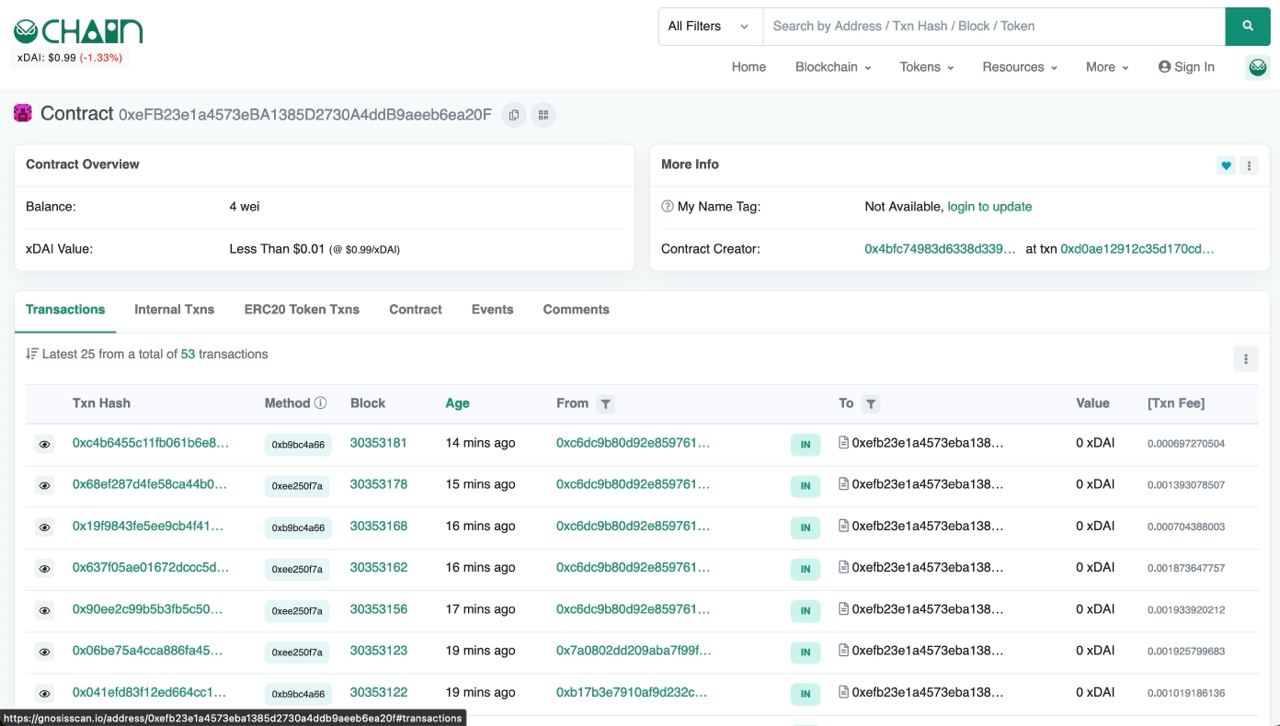 CHAIN
All Filters
Search by Address / Txn Hash / Block / Token
xDAI: $0.99 (-1.33%)
Home Blockchain Tokens Resources More Sign In
Contract 0xeFB23e1a4573eBA1385D2730A4ddB9aeeb6ea20F
Contract Overview
Balance: 4 wei
xDAI Value: Less Than $0.01 (@ $0.99/xDAI)
More Info
My Name Tag: Not Available, login to update
Contract Creator: 0x4bfc74983d6338d339... at txn 0xd0ae12912c35d170cd...
Transactions Internal Txns ERC20 Token Txns Contract Events Comments
Latest 25 from a total of 53 transactions
Txn Hash Method Block Age From To Value [Txn Fee]
0xc4b6455c11fb061b6e8... 0xb9bc4a66 30353181 14 mins ago 0xc6dc9b80d92e859761... IN 0xefb23e1a4573eba138... 0 xDAI 0.000697270504
0x68ef287d4fe58ca44b0... 0xee250f7a 30353178 15 mins ago 0xc6dc9b80d92e859761... IN 0xefb23e1a4573eba138... 0 xDAI 0.001393078507
0x19f9843fe5ee9cb4f41... 0xb9bc4a66 30353168 16 mins ago 0xc6dc9b80d92e859761... IN 0xefb23e1a4573eba138... 0 xDAI 0.000704388003
0x637f05ae01672dccc5d... 0xee250f7a 30353162 16 mins ago 0xc6dc9b80d92e859761... IN 0xefb23e1a4573eba138... 0 xDAI 0.001873647757
0x90ee2c99b5b3fb5c50... 0xee250f7a 30353156 17 mins ago 0xc6dc9b80d92e859761... IN 0xefb23e1a4573eba138... 0 xDAI 0.001933920212
0x06be75a4cca886fa45... 0xee250f7a 30353123 19 mins ago 0x7a0802dd209aba7f99f... IN 0xefb23e1a4573eba138... 0 xDAI 0.001925799683
0x041efd83f12ed664cc1... 0xb9bc4a66 30353122 19 mins ago 0xb17b3e7910af9d232c... IN 0xefb23e1a4573eba138... 0 xDAI 0.001019186136
https://gnosisscan.io/address/0xefb23e1a4573eba1385d2730a4ddb9aeeb6ea20f#transactions